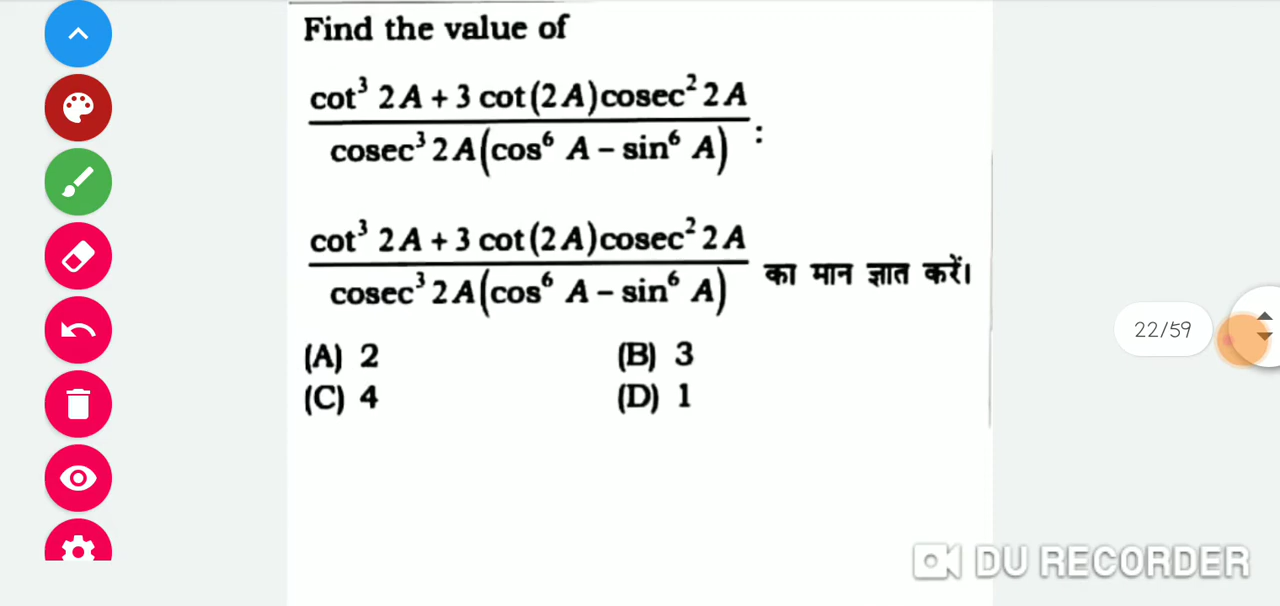 Find the value of
cot³ 2A + 3 cot(2A)cosec² 2A
cosec³ 2A(cos⁶ A – sin⁶ A) :
cot³ 2A + 3 cot(2A)cosec² 2A
cosec³ 2A(cos⁶ A – sin⁶ A) का मान ज्ञात करें।
(A) 2 (B) 3
(C) 4 (D) 1
22/59
DU RECORDER